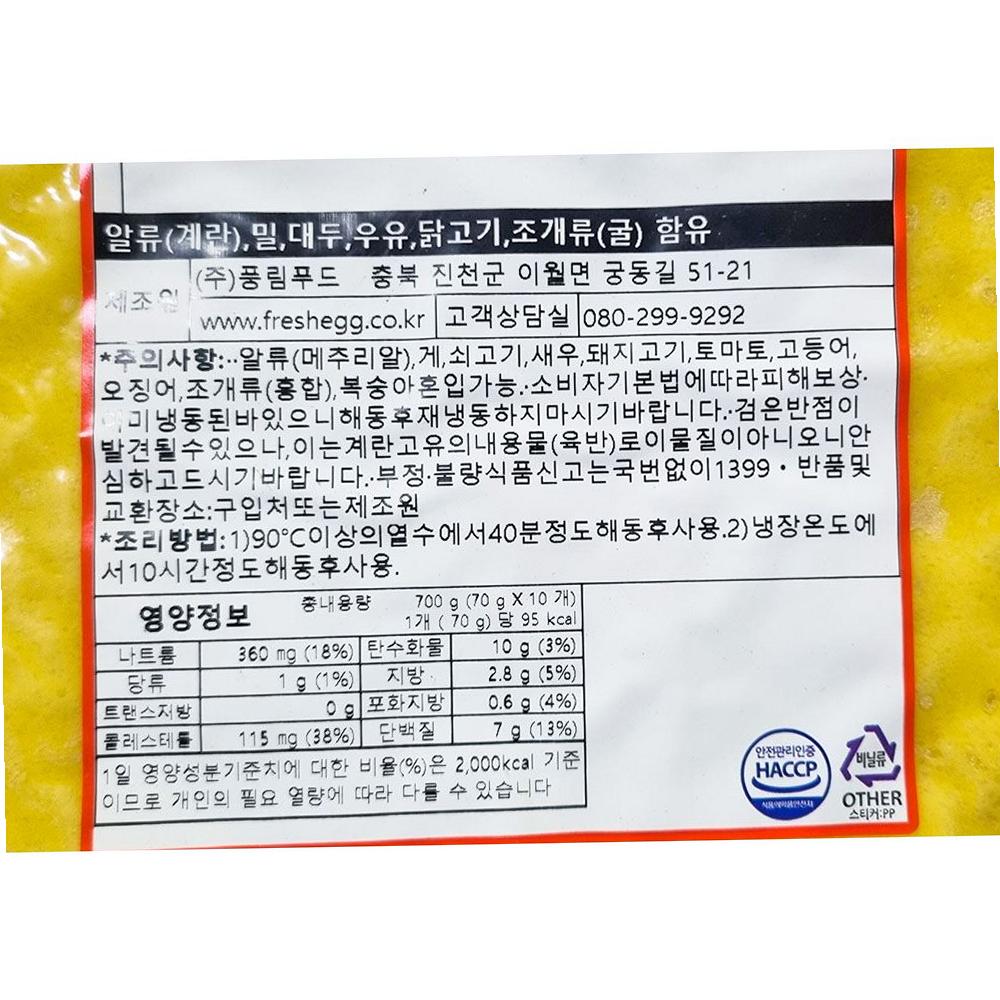 알류(계란),밀,대두,우유,닭고기,조개류(굴) 함유
제조원 (주)풍림푸드 충북 진천군 이월면 궁동길 51-21
www.freshegg.co.kr 고객상담실 080-299-9292
*주의사항:··알류(메추리알),게,쇠고기,새우,돼지고기,토마토,고등어,
오징어,조개류(홍합),복숭아혼입가능.·소비자기본법에따라피해보상·
이미냉동된바있으니해동후재냉동하지마시기바랍니다.·검은반점이
발견될수있으나,이는계란고유의내용물(육반)로이물질이아니오니안
심하고드시기바랍니다.·부정·불량식품신고는국번없이1399·반품및
교환장소:구입처또는제조원
*조리방법:1)90℃이상의열수에서40분정도해동후사용.2)냉장온도에
서10시간정도해동후사용.
영양정보 총내용량 700 g (70 g X 10 개)
1개 ( 70 g) 당 95 kcal
나트륨 360 mg (18%) 탄수화물 10 g (3%)
당류 1 g (1%) 지방 2.8 g (5%)
트랜스지방 0 g 포화지방 0.6 g (4%)
콜레스테롤 115 mg (38%) 단백질 7 g (13%)
1일 영양성분기준치에 대한 비율(%)은 2,000kcal 기준
이므로 개인의 필요 열량에 따라 다를 수 있습니다
안전관리인증
HACCP
식품의약품안전처
비닐류
OTHER
스티커:PP